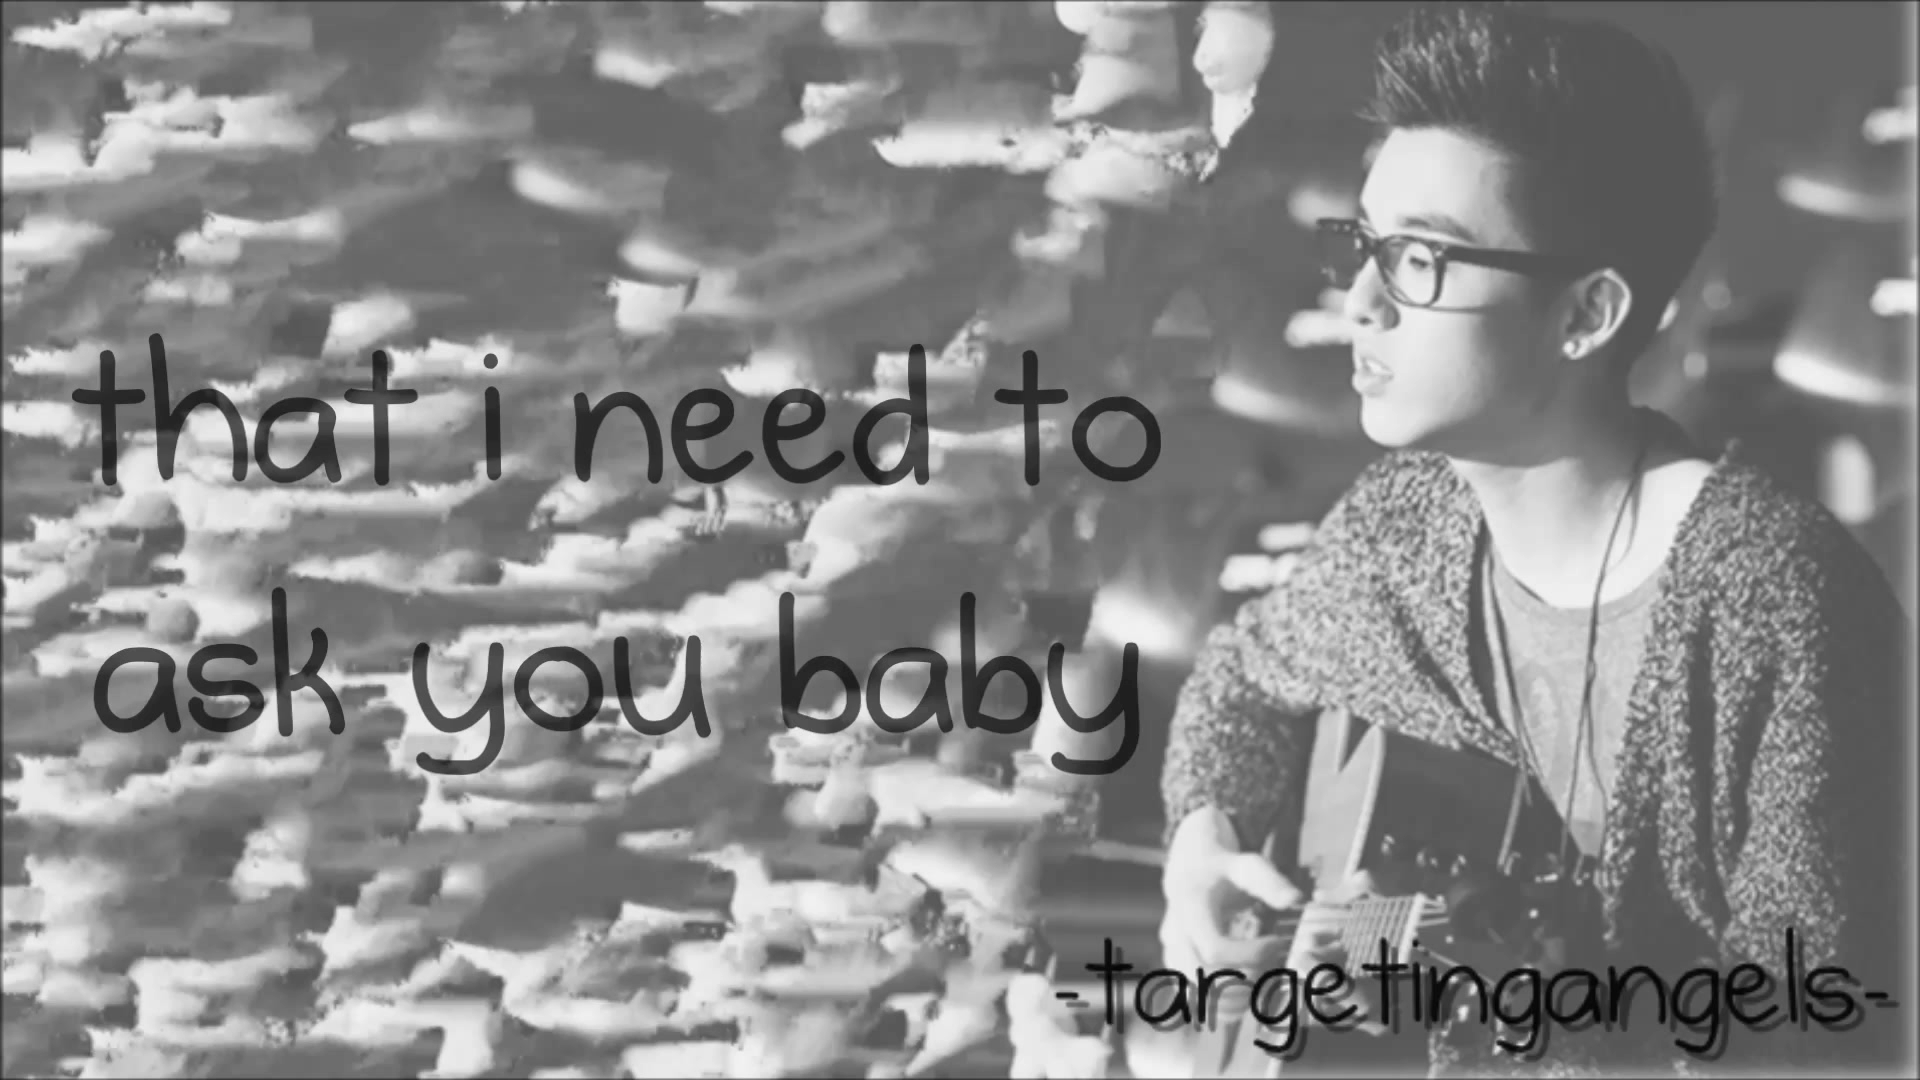 that i need to
ask you baby
-targetingangels-